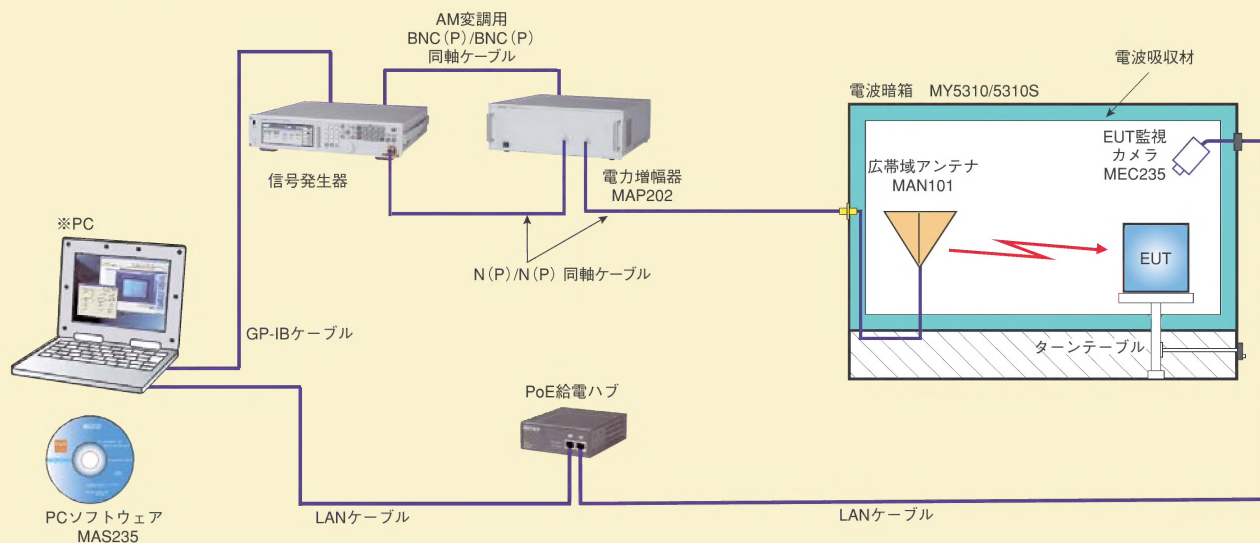 AM変調用
BNC(P)/BNC(P)
同軸ケーブル
信号発生器
電力増幅器
MAP202
N(P)/N(P) 同軸ケーブル
電波吸収材
電波暗箱 MY5310/5310S
EUT監視
カメラ
MEC235
広帯域アンテナ
MAN101
EUT
ターンテーブル
※PC
GP-IBケーブル
PoE給電ハブ
LANケーブル
LANケーブル
PCソフトウェア
MAS235